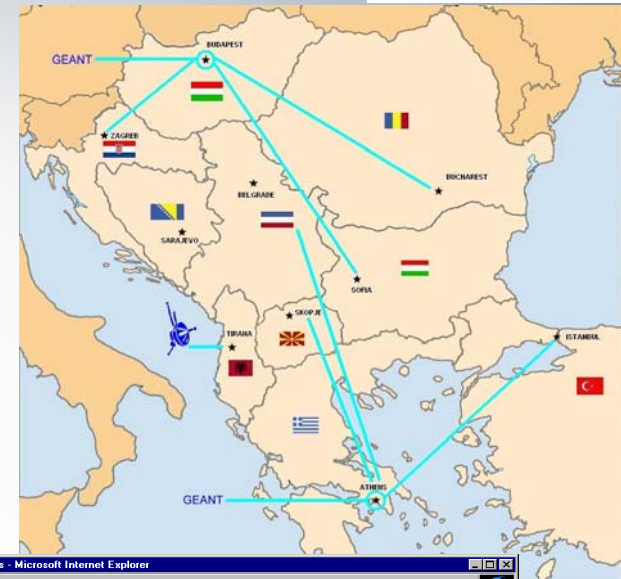 BUDAPEST
GEANT
ZAGREB
BUCHAREST
BELGRADE
SARAJEVO
SOFIA
SKOPJE
TIRANA
ISTANBUL
ATHENS
GEANT
s - Microsoft Internet Explorer